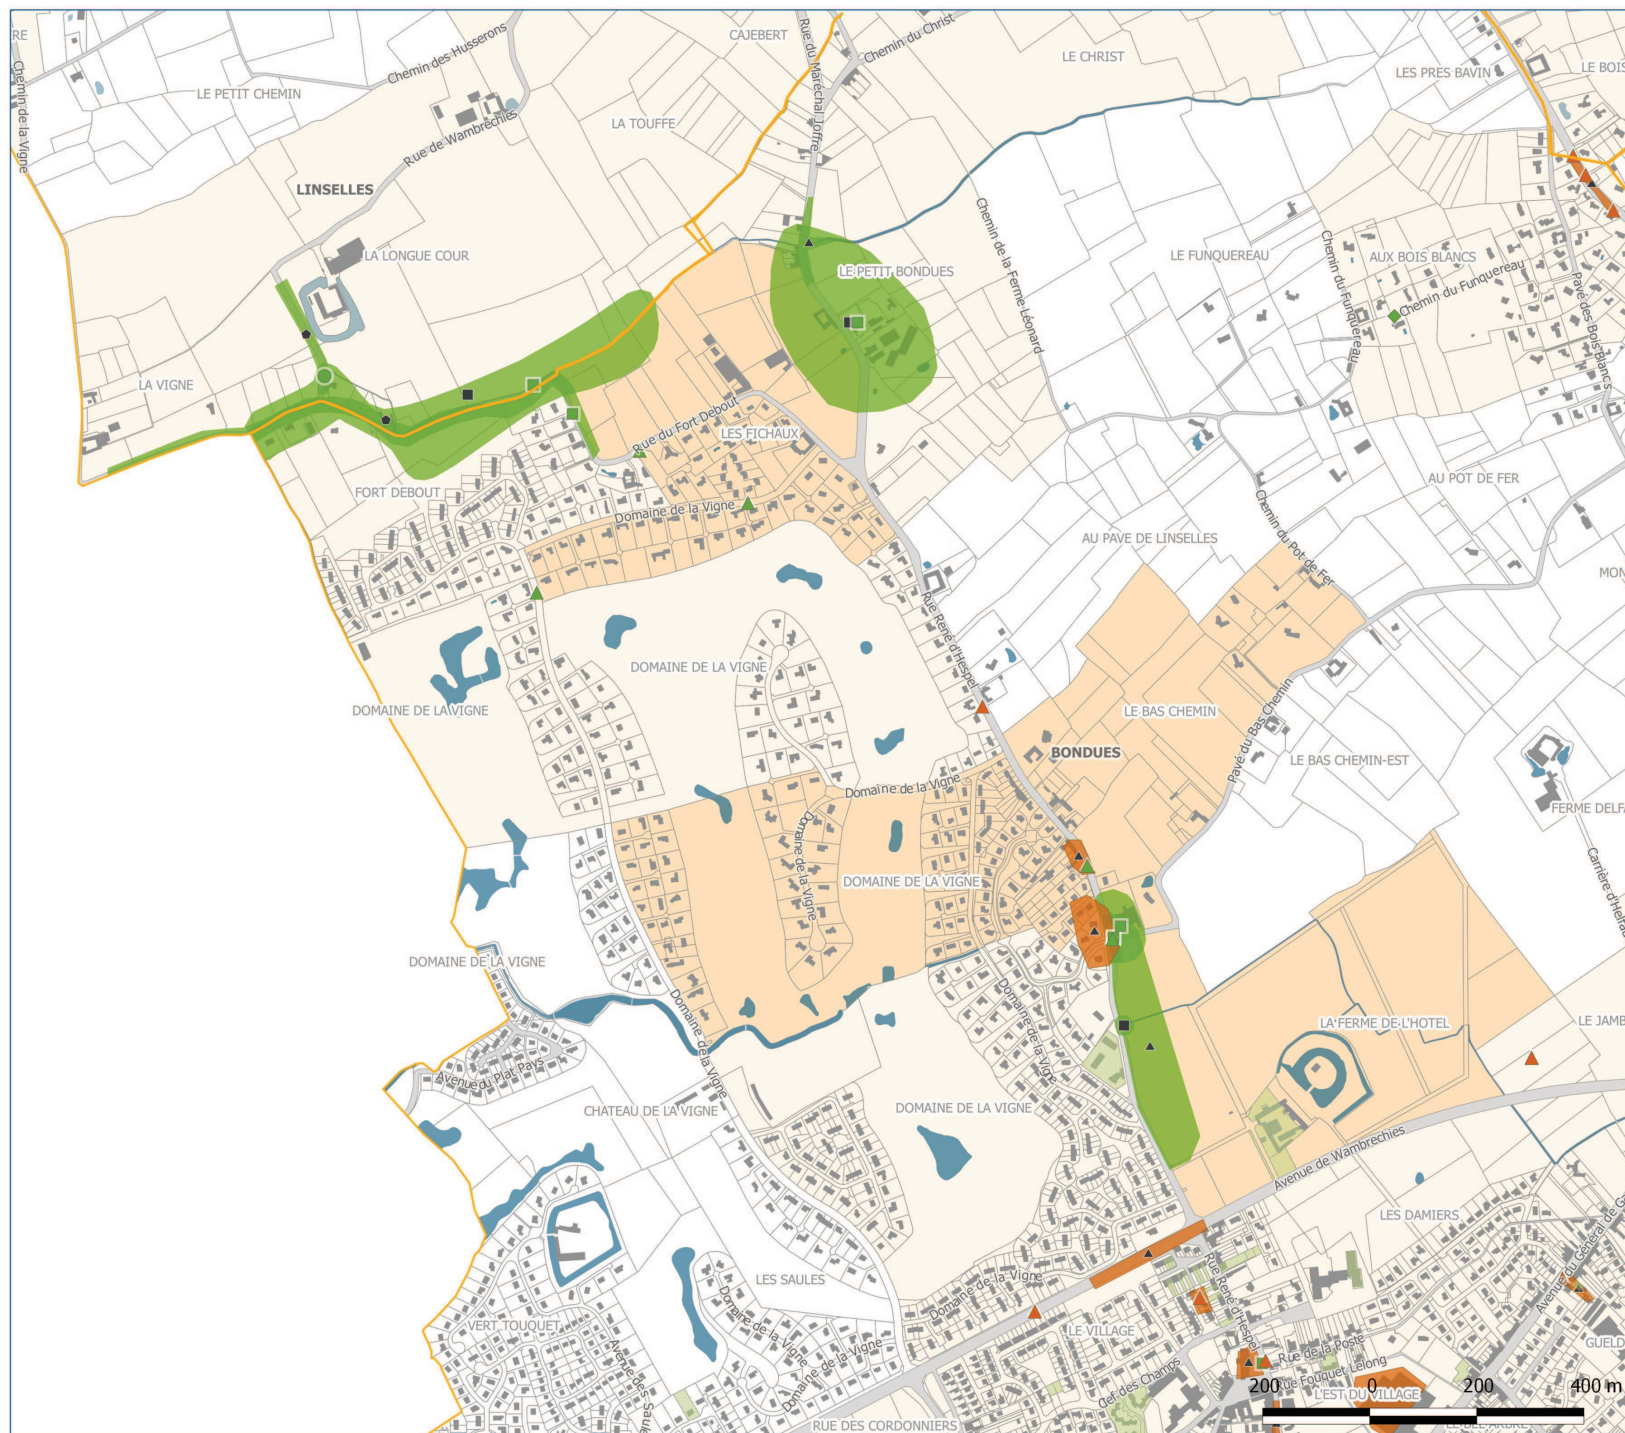 CAJEBERT
Chemin du Christ
Rue du Maréchal Joffre
LE CHRIST
LES PRES BAVIN
LE BOIS
RE
Chemin de la Vigne
Chemin des Husserons
LE PETIT CHEMIN
LA TOUFFE
Rue de Wambrechies
LINSELLES
LA LONGUE COUR
LE PETIT BONDUES
Chemin de la Ferme Léonard
LE FUNQUEREAU
Chemin du Funquereau
AUX BOIS BLANCS
Chemin du Funquereau
Pavé des Bois Blancs
LA VIGNE
Rue du Fort Debout
LES FICHAUX
FORT DEBOUT
Domaine de la Vigne
AU POT DE FER
Chemin du Pot de Fer
AU PAVE DE LINSELLES
MON
Rue René d'Hespel
DOMAINE DE LA VIGNE
DOMAINE DE LA VIGNE
LE BAS CHEMIN
Pavé du Bas Chemin
BONDUES
LE BAS CHEMIN-EST
Domaine de la Vigne
FERME DELFA
Domaine de la Vigne
DOMAINE DE LA VIGNE
Carrière d'Helfau
DOMAINE DE LA VIGNE
Domaine de la Vigne
Domaine de la Vigne
LA FERME DE L'HOTEL
LE JAMB
Avenue du Plat Pays
CHATEAU DE LA VIGNE
DOMAINE DE LA VIGNE
Avenue de Wambrechies
LES DAMIERS
Avenue du Général de Ga
LES SAULES
Domaine de la Vigne
Rue René d'Hespel
VERT TOUQUET
Domaine de la Vigne
Domaine de la Vigne
LE VILLAGE
Rue de la Poste
GUELD
Avenue des Saule
Clef des Champs
Rue Fouquet Lelong
L'EST DU VILLAGE
200 0 200 400 m
RUE DES CORDONNIERS
LE BEL ARBRE